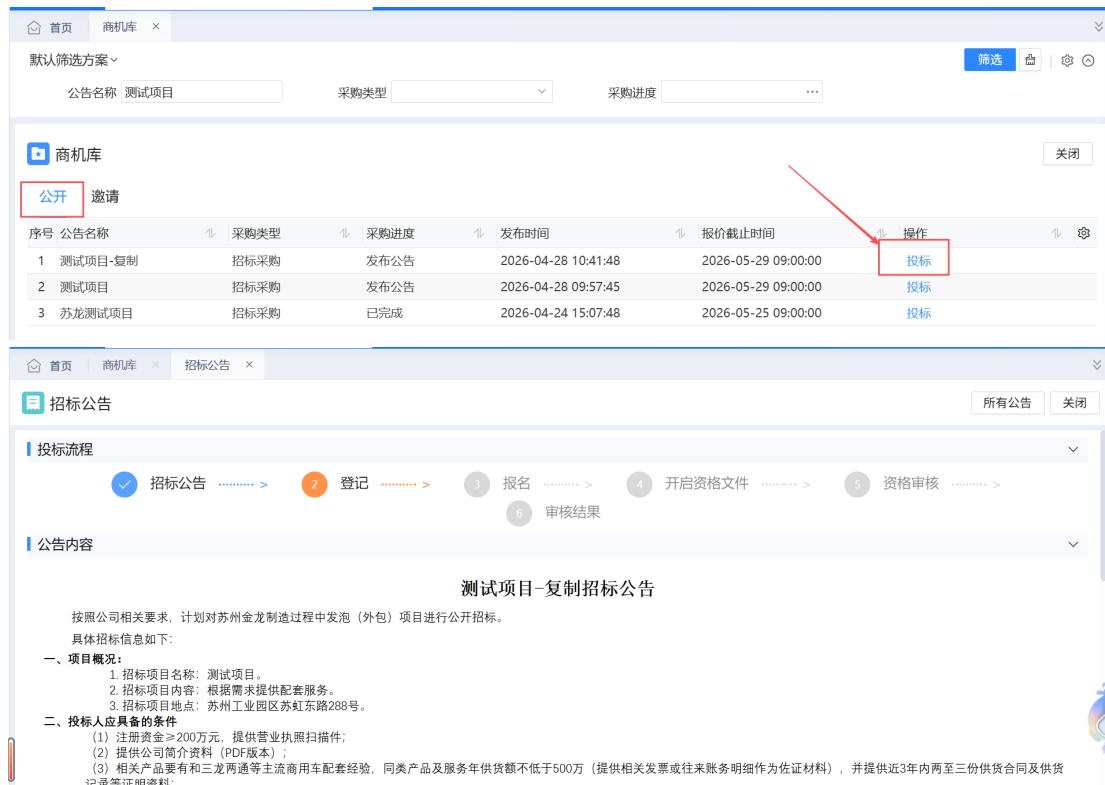 首页 商机库 ×
默认筛选方案 筛选
公告名称 测试项目 采购类型 采购进度 ...
商机库 关闭
公开 邀请
序号 公告名称 采购类型 采购进度 发布时间 报价截止时间 操作
1 测试项目-复制 招标采购 发布公告 2026-04-28 10:41:48 2026-05-29 09:00:00 投标
2 测试项目 招标采购 发布公告 2026-04-28 09:57:45 2026-05-29 09:00:00 投标
3 苏龙测试项目 招标采购 已完成 2026-04-24 15:07:48 2026-05-25 09:00:00 投标
首页 商机库 × 招标公告 ×
招标公告 所有公告 关闭
投标流程
招标公告 ········· > 2 登记 ········· > 3 报名 ········· > 4 开启资格文件 ········· > 5 资格审核 ········· >
6 审核结果
公告内容
测试项目-复制招标公告
按照公司相关要求，计划对苏州金龙制造过程中发泡（外包）项目进行公开招标。
具体招标信息如下：
一、项目概况：
1. 招标项目名称：测试项目。
2. 招标项目内容：根据需求提供配套服务。
3. 招标项目地点：苏州工业园区苏虹东路288号。
二、投标人应具备的条件
（1）注册资金≥200万元，提供营业执照扫描件；
（2）提供公司简介资料（PDF版本）；
（3）相关产品要有和三龙两通等主流商用车配套经验，同类产品及服务年供货额不低于500万（提供相关发票或往来账务明细作为佐证材料），并提供近3年内两至三份供货合同及供货
记录等证明资料；